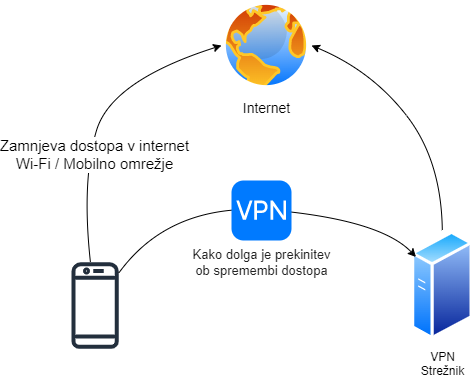 Internet
Zamnjeva dostopa v internet
Wi-Fi / Mobilno omrežje
VPN
Kako dolga je prekinitev
ob spremembi dostopa
VPN
Strežnik